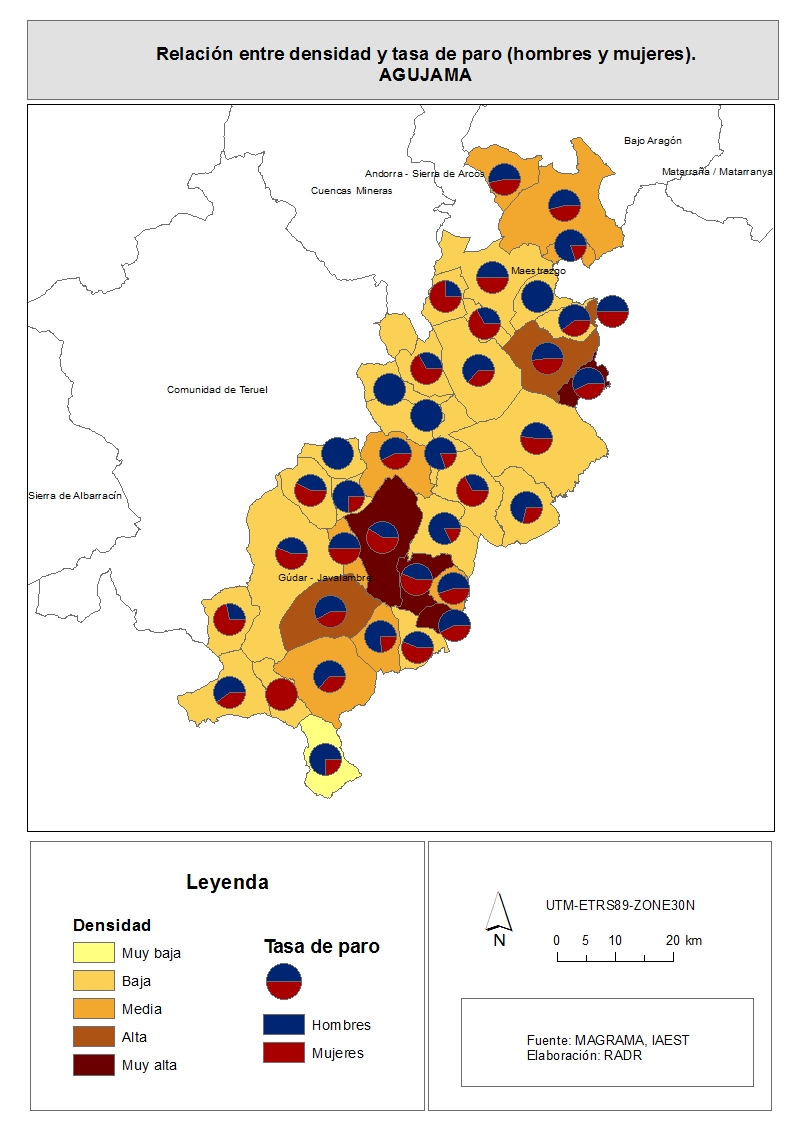 Relación entre densidad y tasa de paro (hombres y mujeres).
AGUJAMA
Bajo Aragón
Andorra - Sierra de Arcos
Matarraña / Matarranya
Cuencas Mineras
Maestrazgo
Comunidad de Teruel
Sierra de Albarracín
Gúdar - Javalambre
Leyenda
Densidad
Muy baja
Baja
Media
Alta
Muy alta
Tasa de paro
Hombres
Mujeres
N
UTM-ETRS89-ZONE30N
0 5 10 20 km
Fuente: MAGRAMA, IAEST
Elaboración: RADR